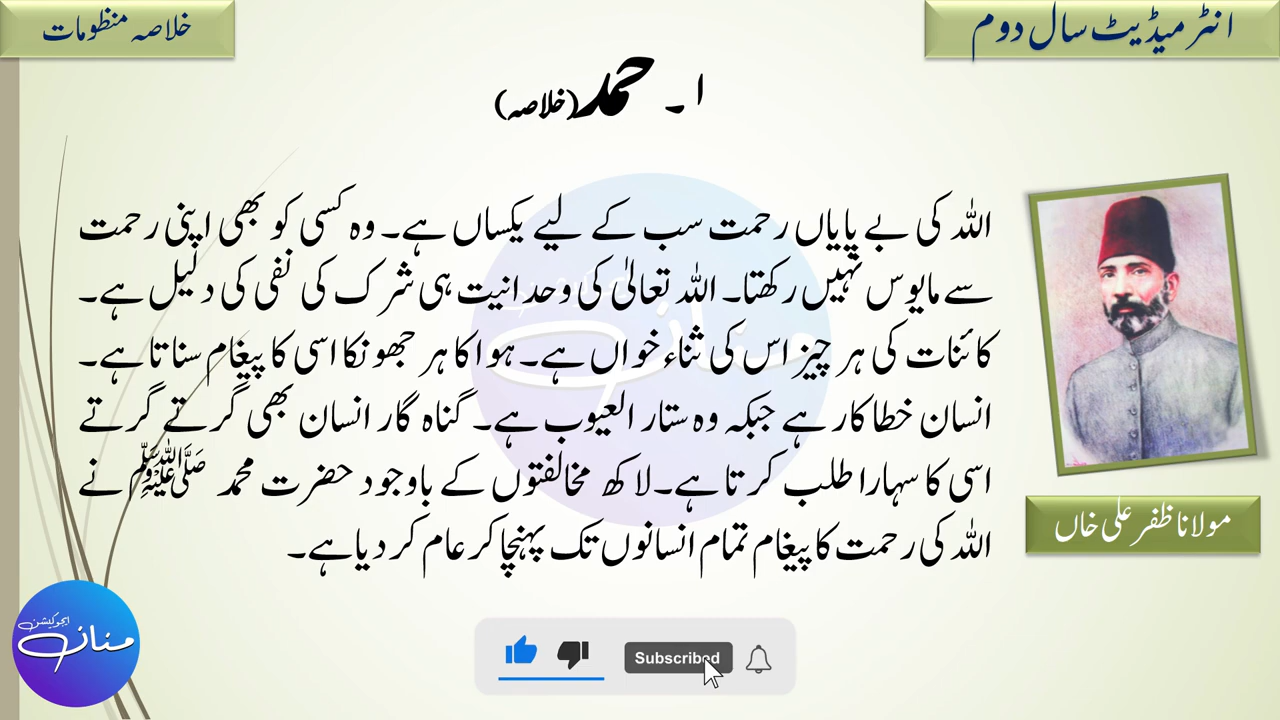 انٹرمیڈیٹ سال دوم
خلاصہ منظومات
۱۔ حمد (خلاصہ)
اللہ کی بے پایاں رحمت سب کے لیے یکساں ہے۔ وہ کسی کو بھی اپنی رحمت
سے مایوس نہیں رکھتا۔ اللہ تعالیٰ کی وحدانیت ہی شرک کی نفی کی دلیل ہے۔
کائنات کی ہر چیز اس کی ثناء خواں ہے۔ ہوا کا ہر جھونکا اسی کا پیغام سناتا ہے۔
انسان خطاکار ہے جبکہ وہ ستار العیوب ہے۔ گناہ گار انسان بھی گرتے گرتے
اسی کا سہارا طلب کرتا ہے۔ لاکھ مخالفتوں کے باوجود حضرت محمد ﷺ نے
اللہ کی رحمت کا پیغام تمام انسانوں تک پہنچا کر عام کر دیا ہے۔
مولانا ظفر علی خاں
ایجوکیشن
منان
Subscribed